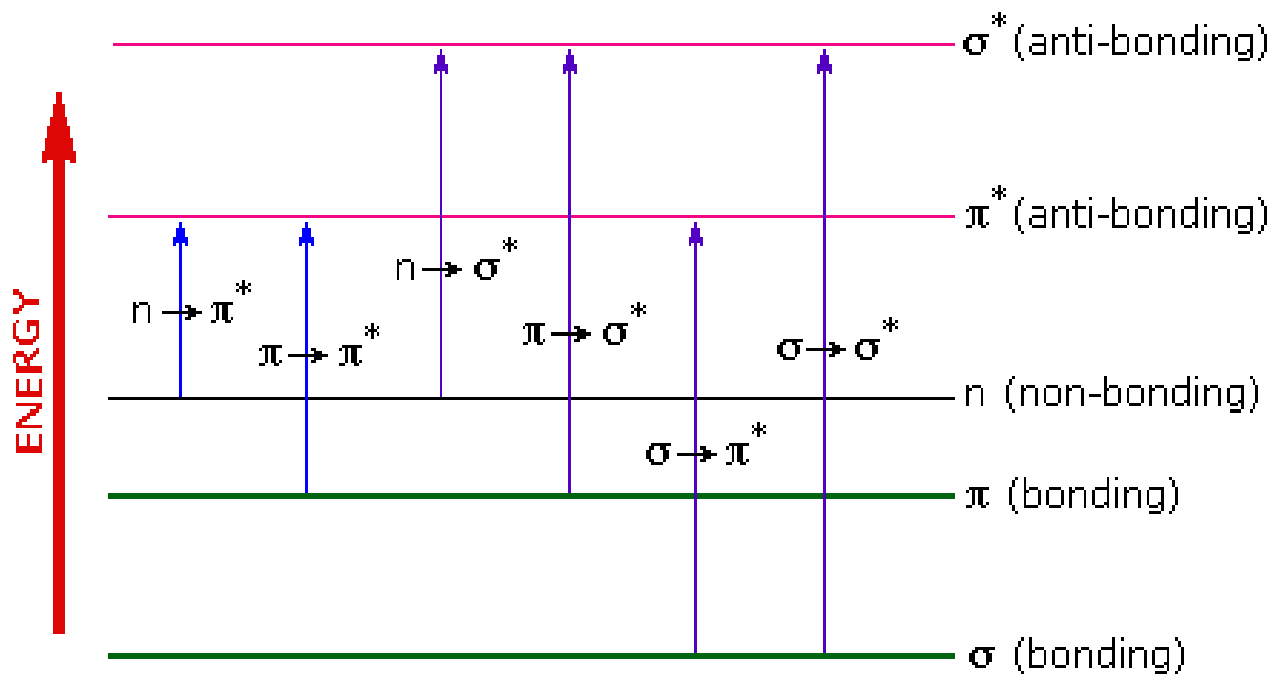 σ* (anti-bonding)
π* (anti-bonding)
n → σ*
n → π*
π → σ*
π → π*
σ → σ*
ENERGY
n (non-bonding)
σ → π*
π (bonding)
σ (bonding)